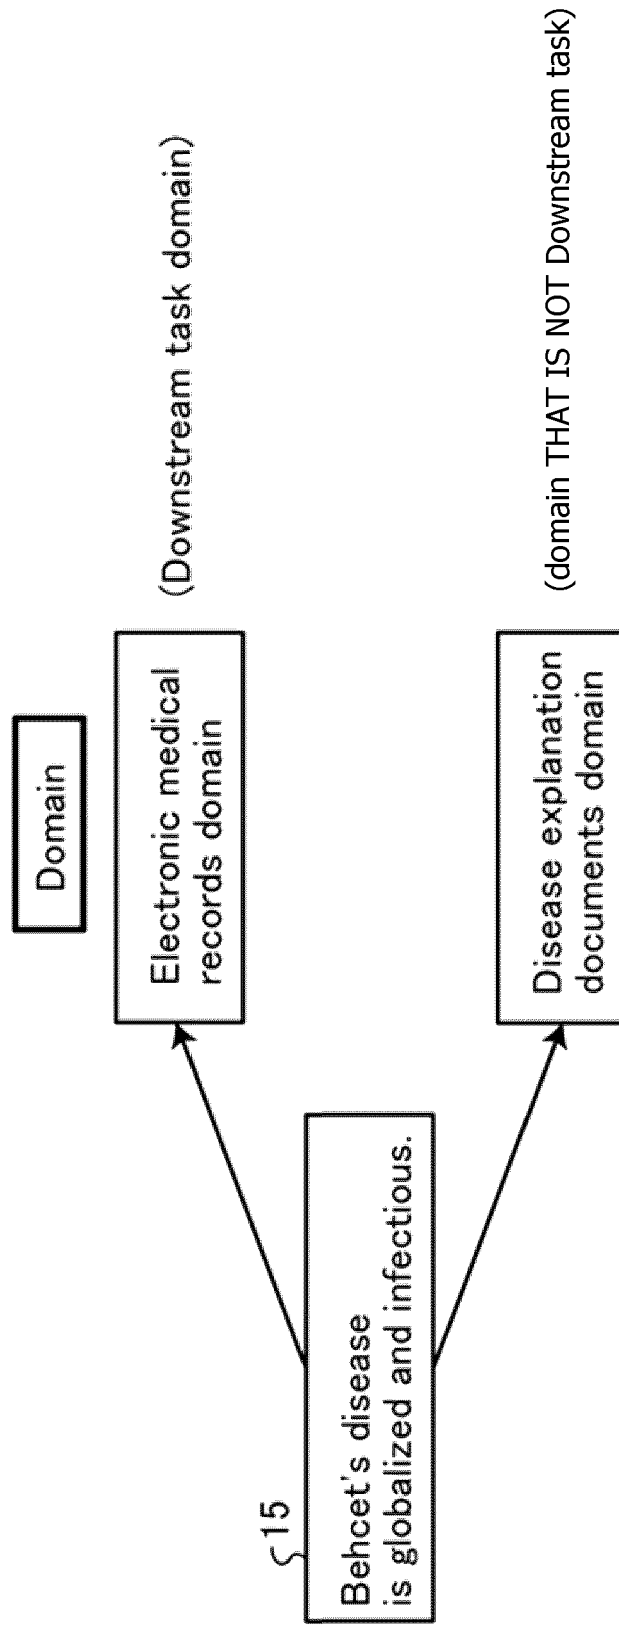 Domain
Electronic medical
records domain
(Downstream task domain)
15
Behcet's disease
is globalized and infectious.
Disease explanation
documents domain
(domain THAT IS NOT Downstream task)